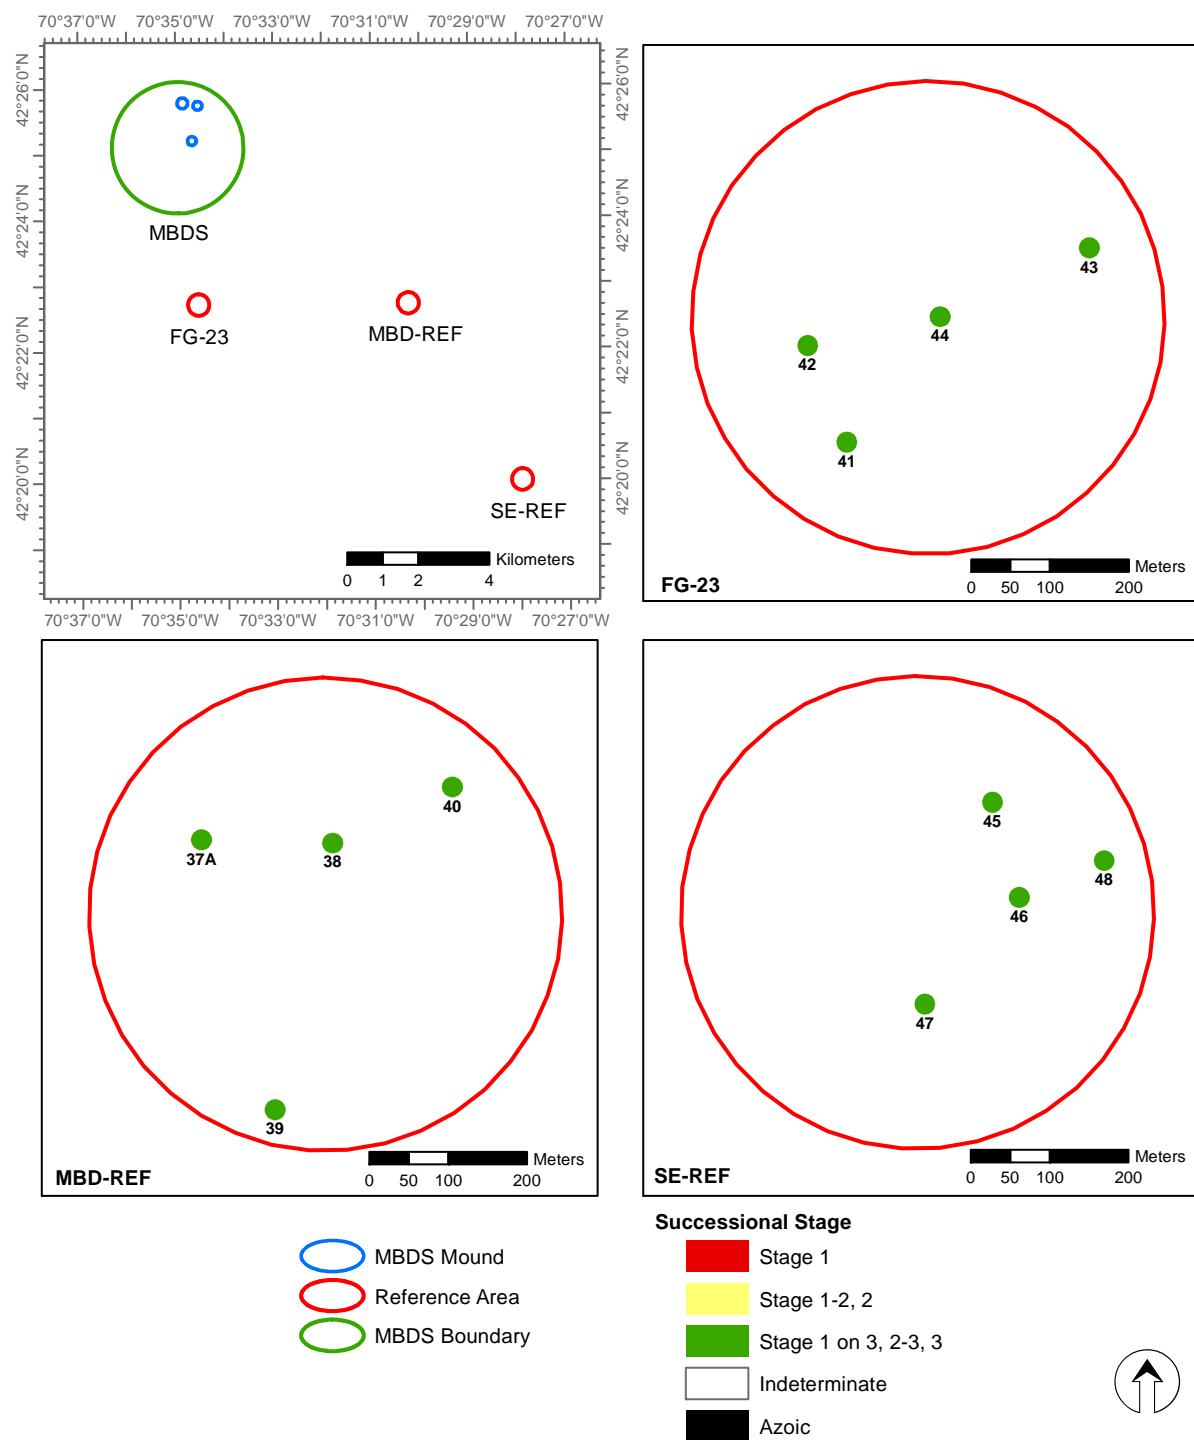 70°37'0"W 70°35'0"W 70°33'0"W 70°31'0"W 70°29'0"W 70°27'0"W
42°26'0"N
42°24'0"N
42°22'0"N
42°20'0"N
42°26'0"N
42°24'0"N
42°22'0"N
42°20'0"N
MBDS
FG-23
MBD-REF
SE-REF
Kilometers
0 1 2 4
70°37'0"W 70°35'0"W 70°33'0"W 70°31'0"W 70°29'0"W 70°27'0"W
43
44
42
41
Meters
FG-23
0 50 100 200
40
37A
38
39
Meters
MBD-REF
0 50 100 200
45
48
46
47
Meters
SE-REF
0 50 100 200
MBDS Mound
Reference Area
MBDS Boundary
Successional Stage
Stage 1
Stage 1-2, 2
Stage 1 on 3, 2-3, 3
Indeterminate
Azoic